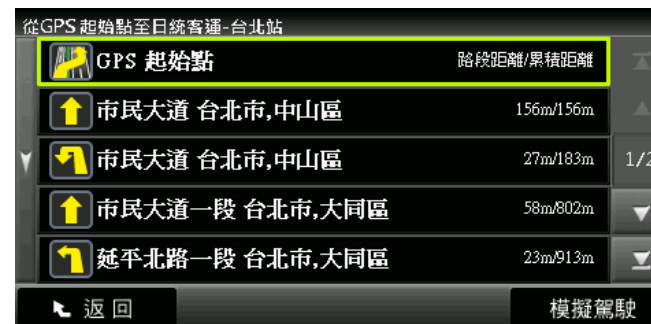 從GPS 起始點至日統客運-台北站
GPS 起始點 路段距離/累積距離
市民大道 台北市,中山區 156m/156m
市民大道 台北市,中山區 27m/183m
1/2
市民大道一段 台北市,大同區 58m/802m
延平北路一段 台北市,大同區 23m/913m
返回 模擬駕駛